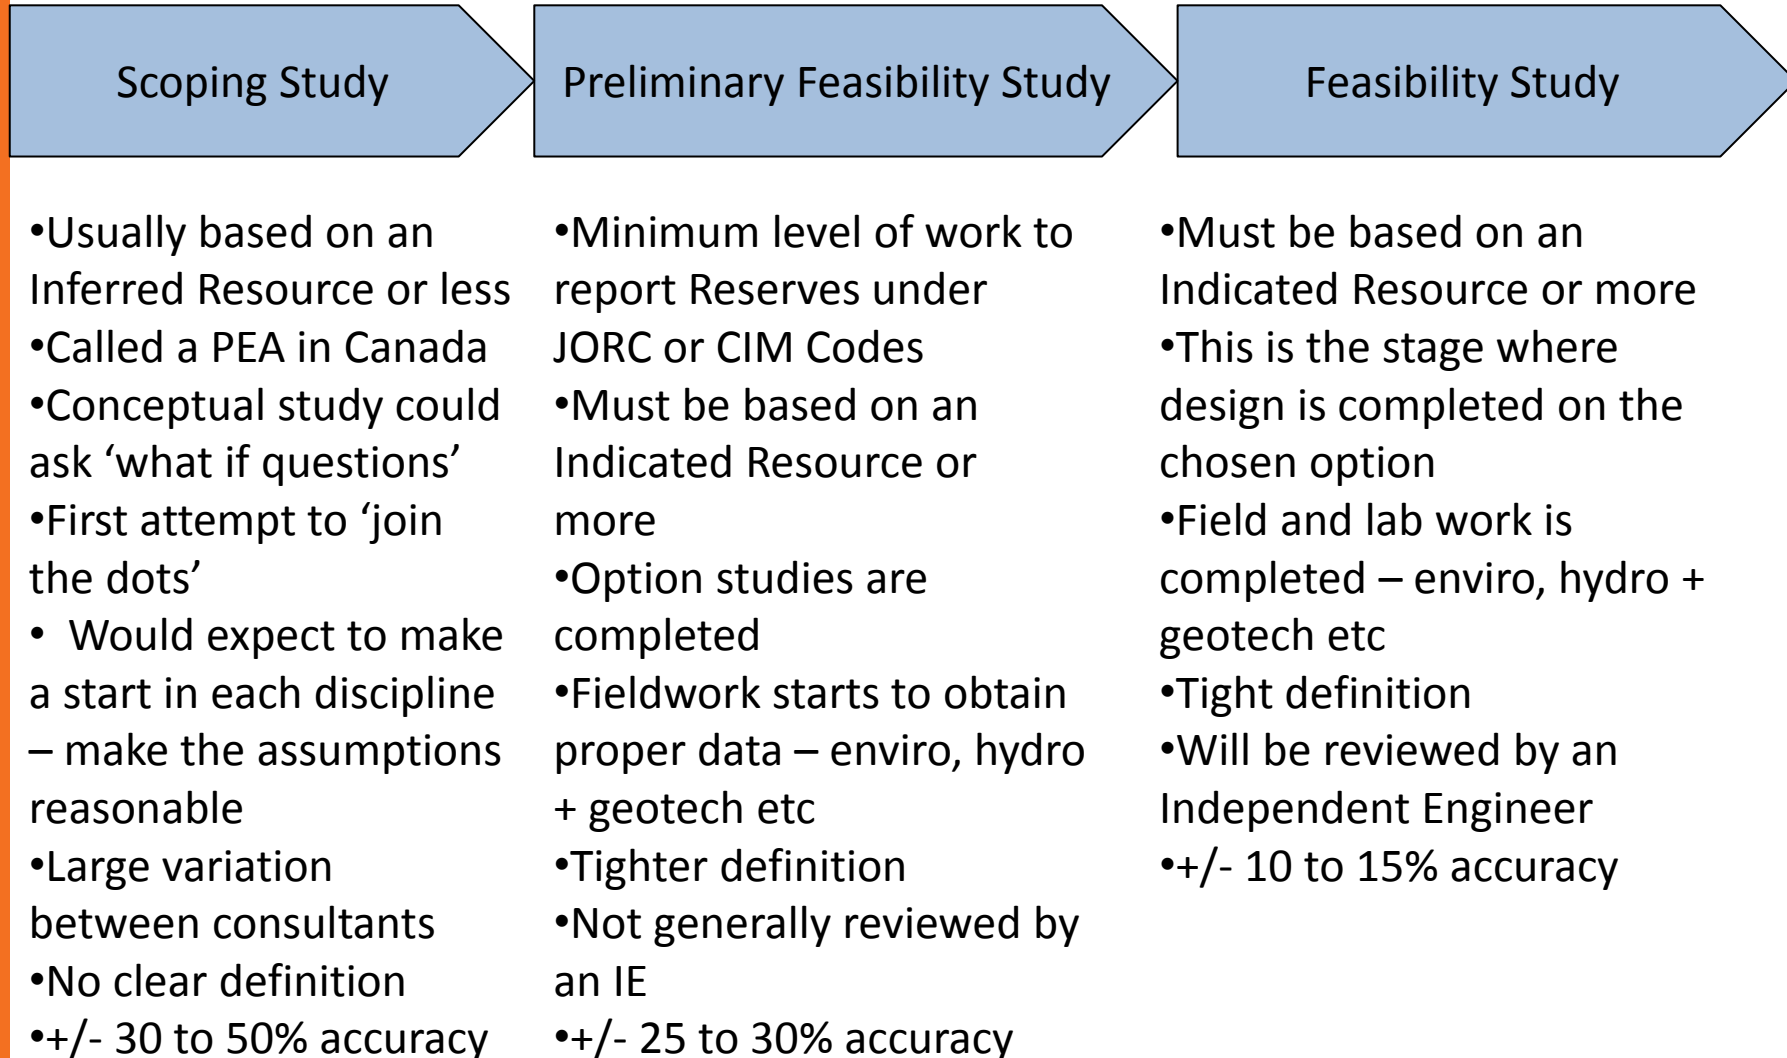 Scoping Study
Preliminary Feasibility Study
Feasibility Study
•Usually based on an
Inferred Resource or less
•Called a PEA in Canada
•Conceptual study could
ask ‘what if questions’
•First attempt to ‘join
the dots’
• Would expect to make
a start in each discipline
– make the assumptions
reasonable
•Large variation
between consultants
•No clear definition
•+/- 30 to 50% accuracy
•Minimum level of work to
report Reserves under
JORC or CIM Codes
•Must be based on an
Indicated Resource or
more
•Option studies are
completed
•Fieldwork starts to obtain
proper data – enviro, hydro
+ geotech etc
•Tighter definition
•Not generally reviewed by
an IE
•+/- 25 to 30% accuracy
•Must be based on an
Indicated Resource or more
•This is the stage where
design is completed on the
chosen option
•Field and lab work is
completed – enviro, hydro +
geotech etc
•Tight definition
•Will be reviewed by an
Independent Engineer
•+/- 10 to 15% accuracy